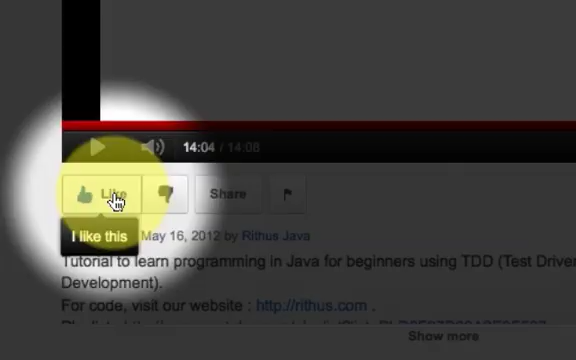 14:04 / 14:08
Like Share
I like this May 16, 2012 by Rithus Java
Tutorial to learn programming in Java for beginners using TDD (Test Driven
Development).
For code, visit our website : http://rithus.com .
Show more